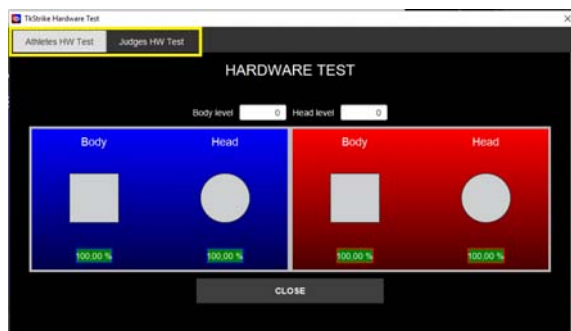 TkStrike Hardware Test
Athletes HW Test Judges HW Test
HARDWARE TEST
Body level 0 Head level 0
Body Head Body Head
100,00 % 100,00 % 100,00 % 100,00 %
CLOSE